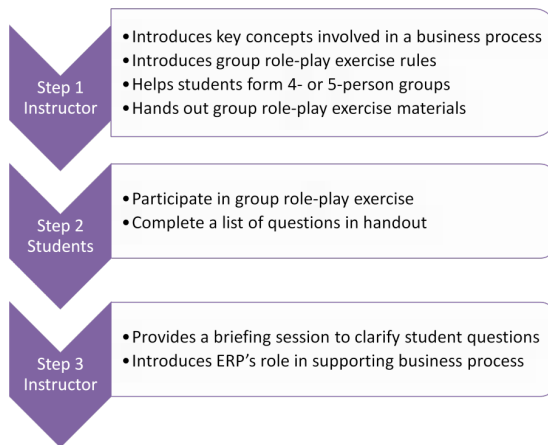 Step 1
Instructor
•Introduces key concepts involved in a business process
•Introduces group role-play exercise rules
•Helps students form 4- or 5-person groups
•Hands out group role-play exercise materials
Step 2
Students
•Participate in group role-play exercise
•Complete a list of questions in handout
Step 3
Instructor
•Provides a briefing session to clarify student questions
•Introduces ERP's role in supporting business process